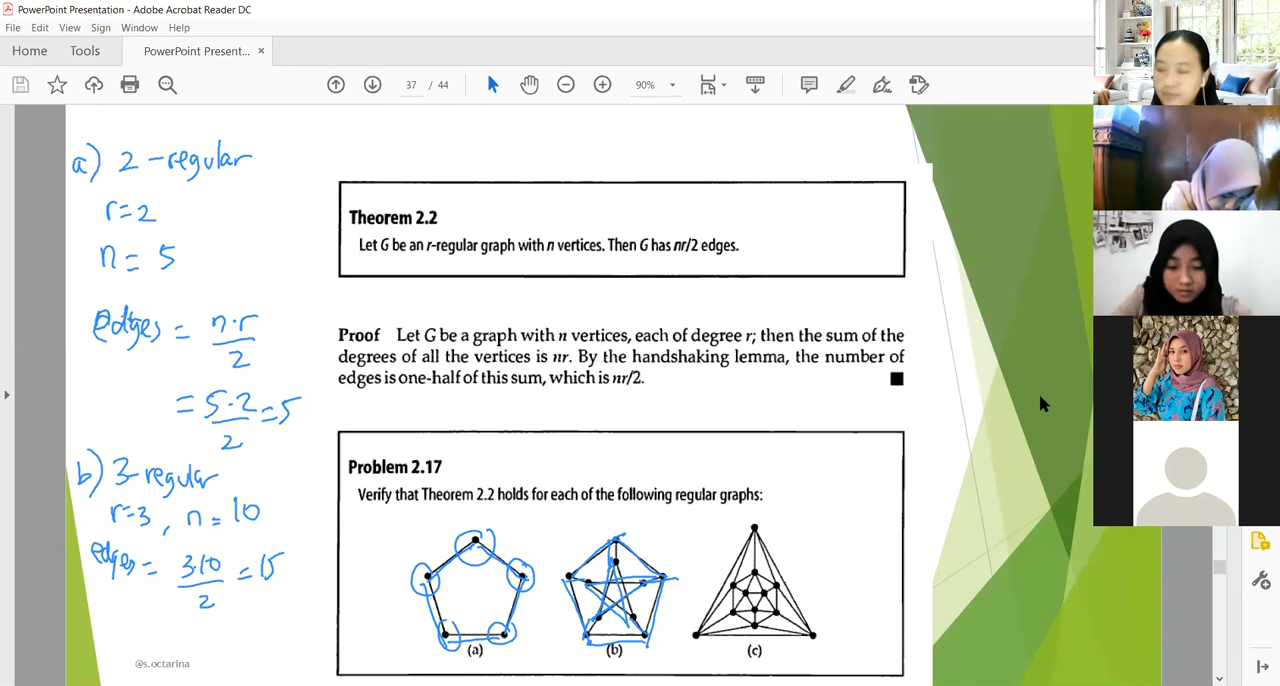 PowerPoint Presentation - Adobe Acrobat Reader DC
File Edit View Sign Window Help
Home Tools PowerPoint Present... ×
37 / 44 90%
a) 2-regular
r=2
n = 5
edges = n·r/2
= 5·2/2 = 5
b) 3-regular
r=3, n = 10
edges = 3·10/2 = 15
Theorem 2.2
Let G be an r-regular graph with n vertices. Then G has nr/2 edges.
Proof Let G be a graph with n vertices, each of degree r; then the sum of the
degrees of all the vertices is nr. By the handshaking lemma, the number of
edges is one-half of this sum, which is nr/2. ■
Problem 2.17
Verify that Theorem 2.2 holds for each of the following regular graphs:
(a) (b) (c)
@s.octarina